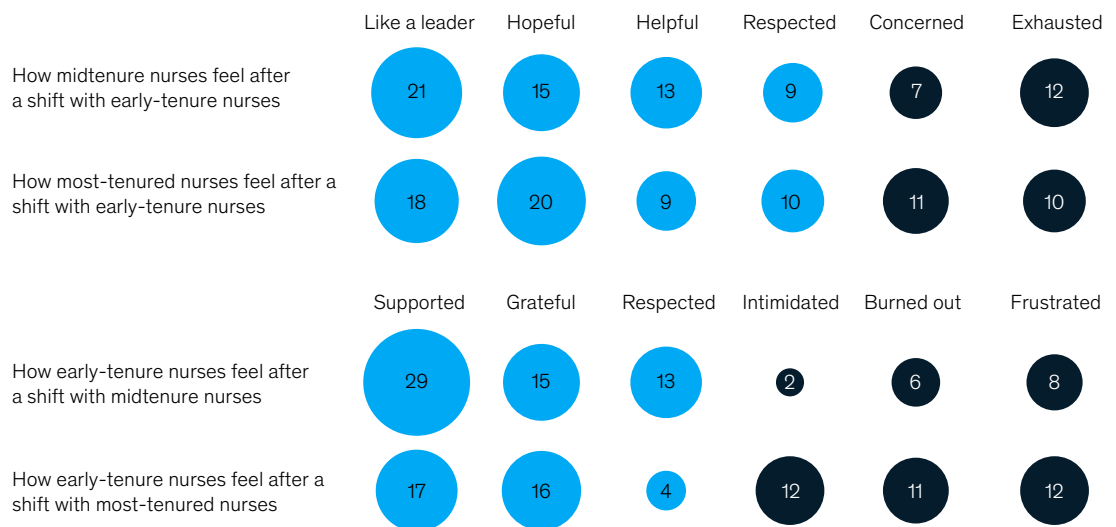 Like a leader Hopeful Helpful Respected Concerned Exhausted
How midtenure nurses feel after
a shift with early-tenure nurses
21 15 13 9 7 12
How most-tenured nurses feel after a
shift with early-tenure nurses
18 20 9 10 11 10
Supported Grateful Respected Intimidated Burned out Frustrated
How early-tenure nurses feel after
a shift with midtenure nurses
29 15 13 2 6 8
How early-tenure nurses feel after a
shift with most-tenured nurses
17 16 4 12 11 12